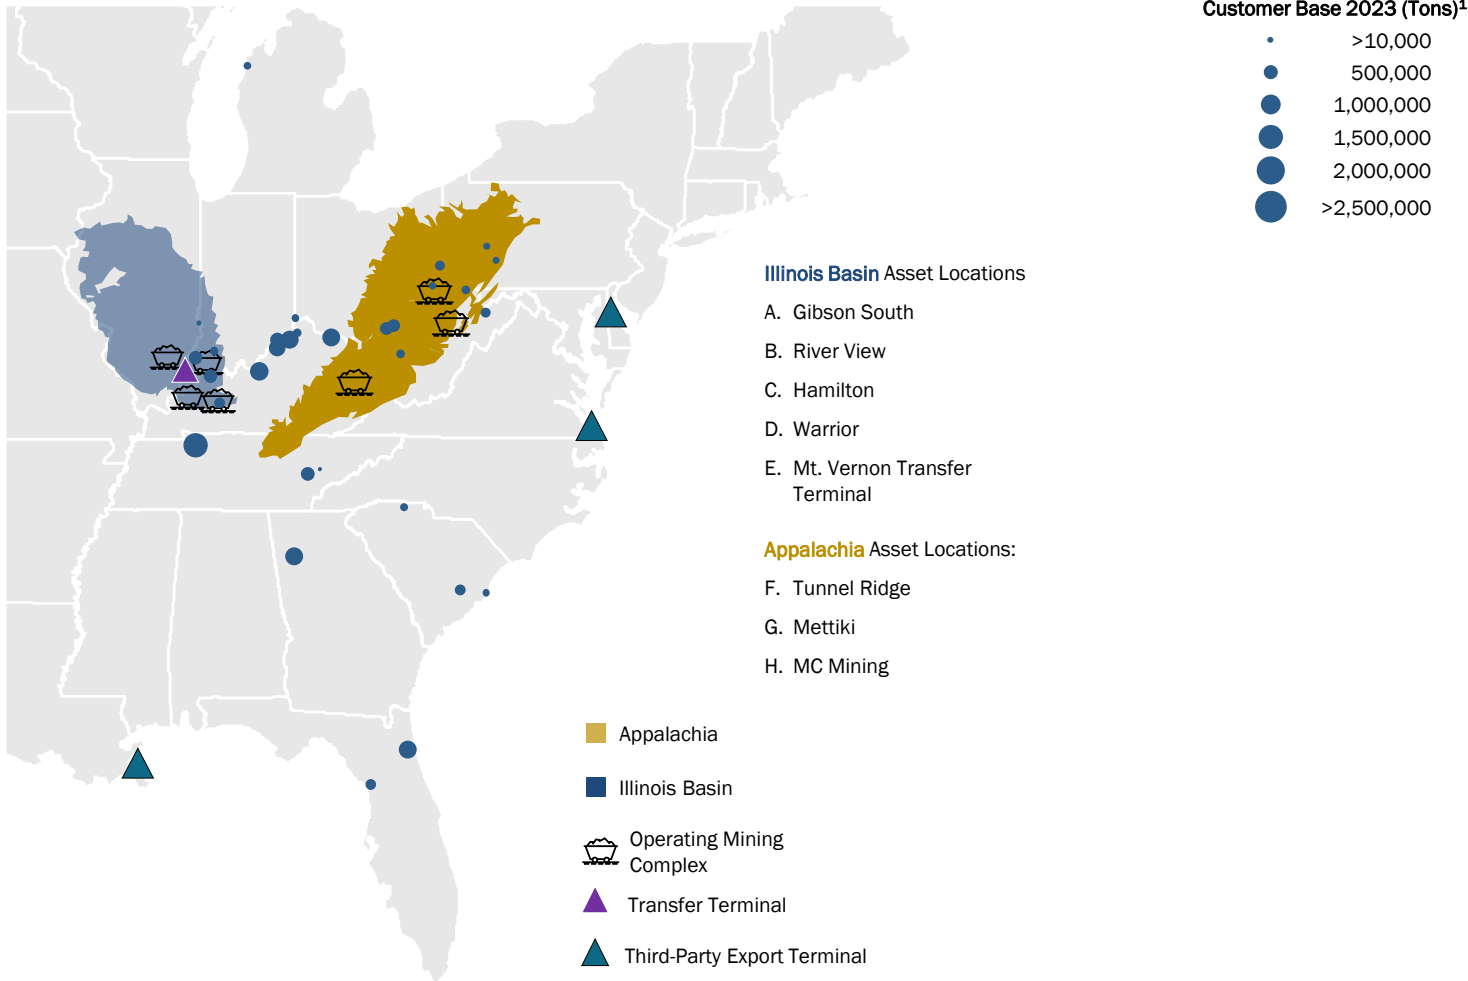 Customer Base 2023 (Tons)¹
>10,000
500,000
1,000,000
1,500,000
2,000,000
>2,500,000
Illinois Basin Asset Locations
A. Gibson South
B. River View
C. Hamilton
D. Warrior
E. Mt. Vernon Transfer
Terminal
Appalachia Asset Locations:
F. Tunnel Ridge
G. Mettiki
H. MC Mining
Appalachia
Illinois Basin
Operating Mining
Complex
Transfer Terminal
Third-Party Export Terminal